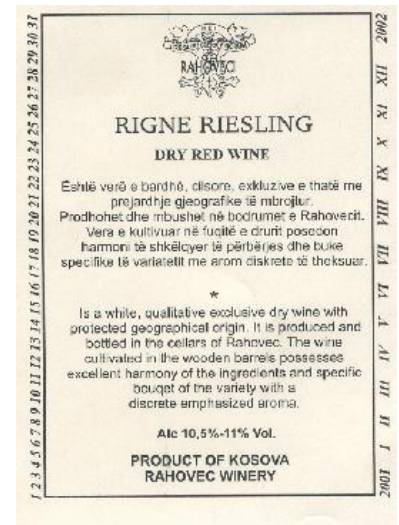 RAHOVECI
RIGNE RIESLING
DRY RED WINE
Është verë e bardhë, cilsore, exkluzive e thatë me
prejardhje gjeografike të mbrojtur.
Prodhohet dhe mbushet në bodrumet e Rahovecit.
Vera e kultivuar në fuqitë e drurit posedon
harmoni të shkëlqyer të përbërjes dhe buke
specifike të variatetit me arom diskrete të theksuar.
*
Is a white, qualitative exclusive dry wine with
protected geographical origin. It is produced and
bottled in the cellars of Rahovec. The wine
cultivated in the wooden barrels possesses
excellent harmony of the ingredients and specific
bouqet of the variety with a
discrete emphasized aroma.
Alc 10,5%-11% Vol.
PRODUCT OF KOSOVA
RAHOVEC WINERY
1 2 3 4 5 6 7 8 9 10 11 12 13 14 15 16 17 18 19 20 21 22 23 24 25 26 27 28 29 30 31
2001 I II III IV V VI VII VIII IX X XI XII 2002